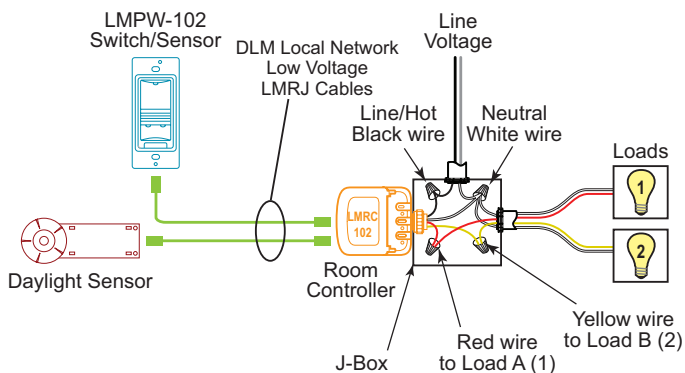 LMPW-102
Switch/Sensor
DLM Local Network
Low Voltage
LMRJ Cables
Line
Voltage
Line/Hot
Black wire
Neutral
White wire
Loads
1
2
LMRC
102
Daylight Sensor
Room
Controller
J-Box
Red wire
to Load A (1)
Yellow wire
to Load B (2)